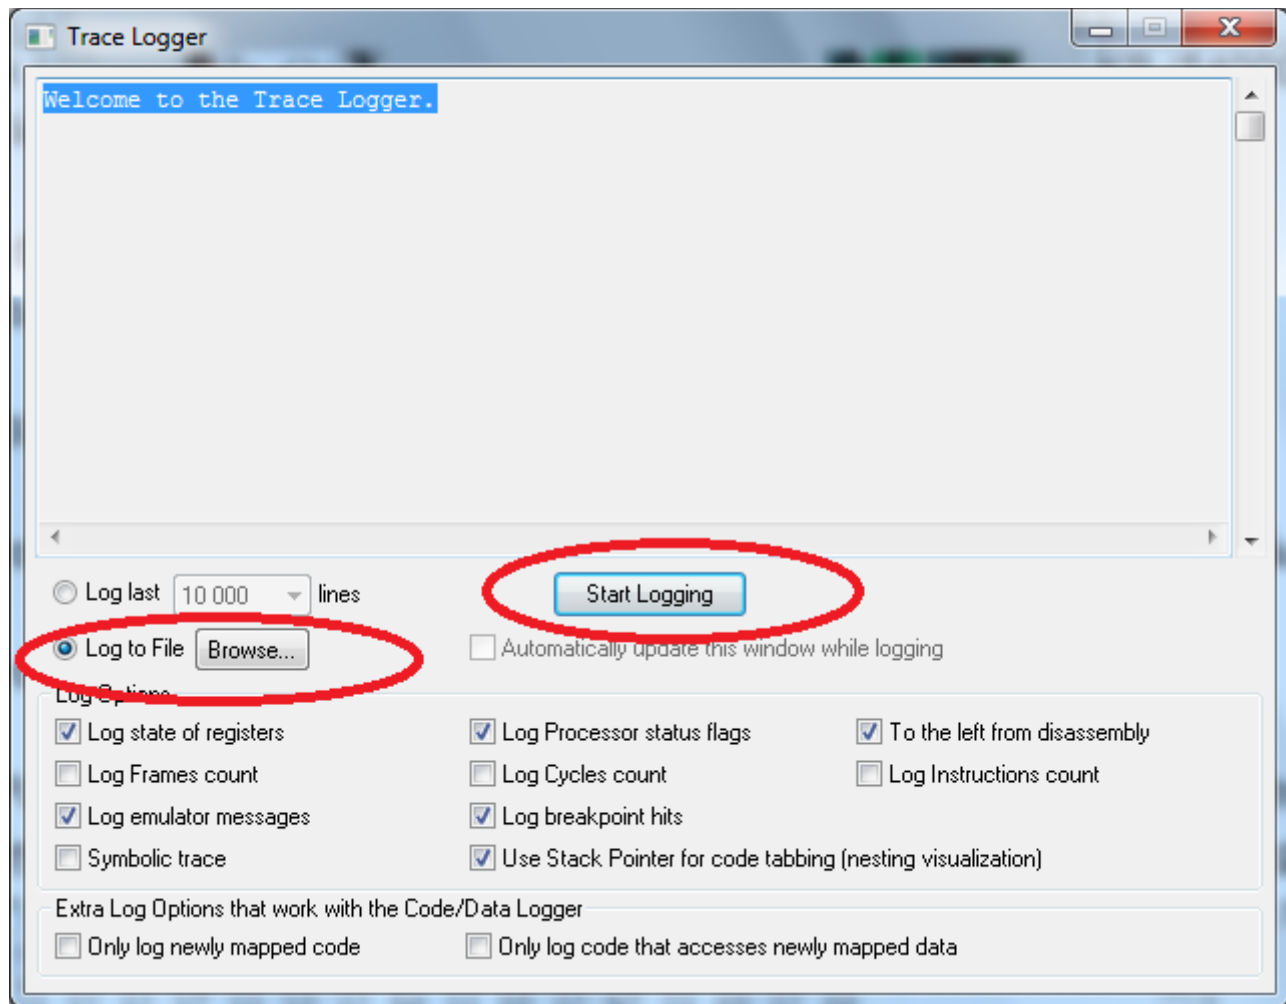 Trace Logger
Welcome to the Trace Logger.
Log last 10 000 lines
Start Logging
Log to File Browse...
Automatically update this window while logging
Log Options
Log state of registers
Log Processor status flags
To the left from disassembly
Log Frames count
Log Cycles count
Log Instructions count
Log emulator messages
Log breakpoint hits
Symbolic trace
Use Stack Pointer for code tabbing (nesting visualization)
Extra Log Options that work with the Code/Data Logger
Only log newly mapped code
Only log code that accesses newly mapped data